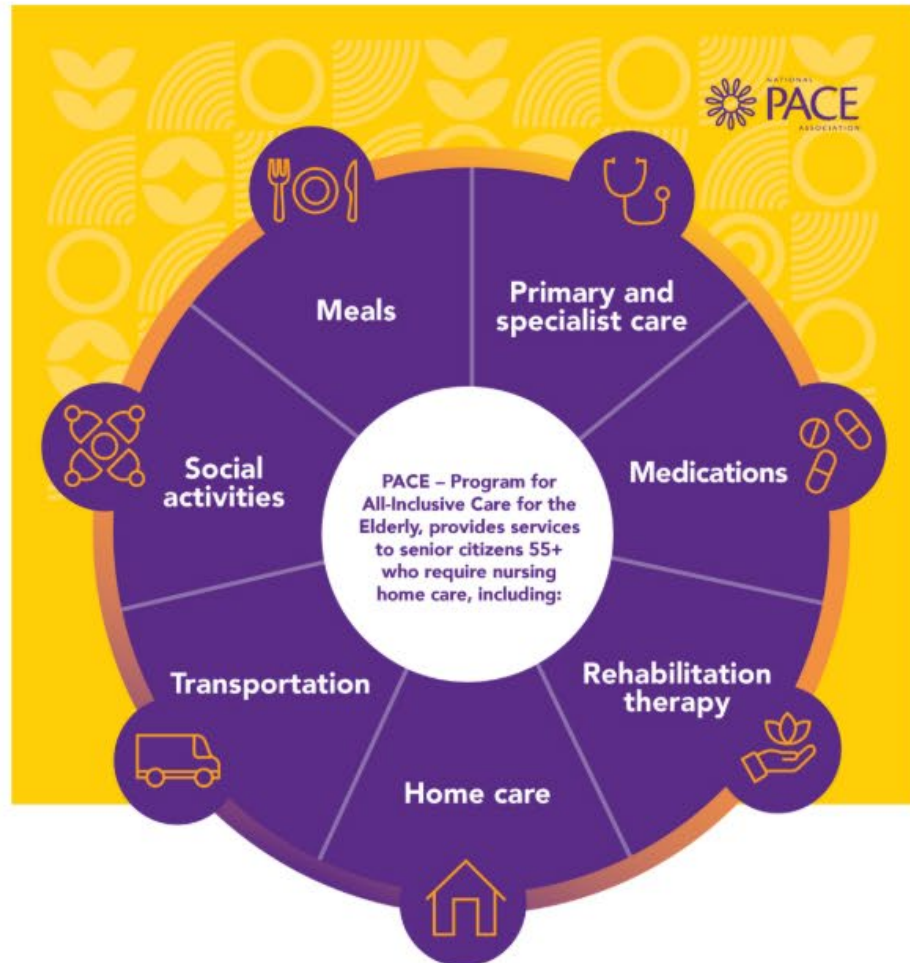 NATIONAL
PACE
ASSOCIATION
Meals
Primary and
specialist care
Social
activities
PACE – Program for
All-Inclusive Care for the
Elderly, provides services
to senior citizens 55+
who require nursing
home care, including:
Medications
Transportation
Rehabilitation
therapy
Home care